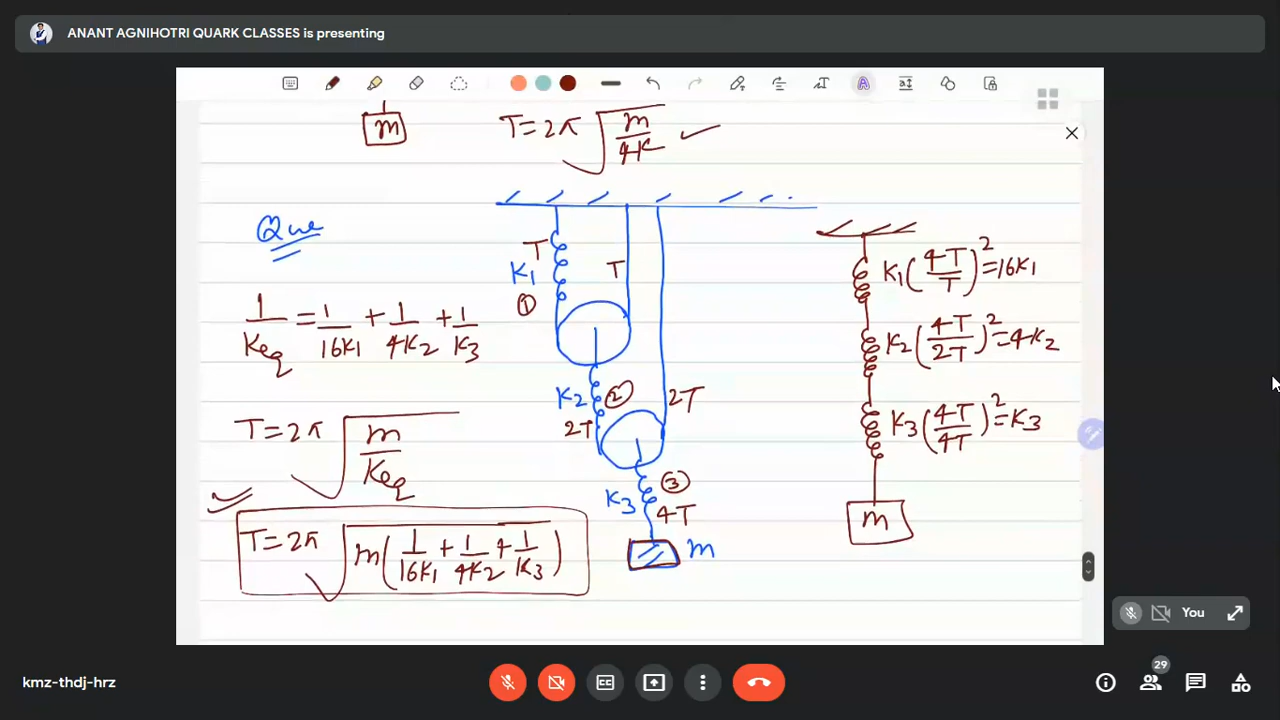 ANANT AGNIHOTRI QUARK CLASSES is presenting
m
T=2π√(m/4K)
Que
1/Keq = 1/16K1 + 1/4K2 + 1/K3
T=2π√(m/Keq)
T=2π√(m(1/16K1 + 1/4K2 + 1/K3))
T
K1
①
T
K2
②
2T
2T
③
K3
4T
m
K1(4T/T)²=16K1
K2(4T/2T)²=4K2
K3(4T/4T)²=K3
m
You
kmz-thdj-hrz
CC
29